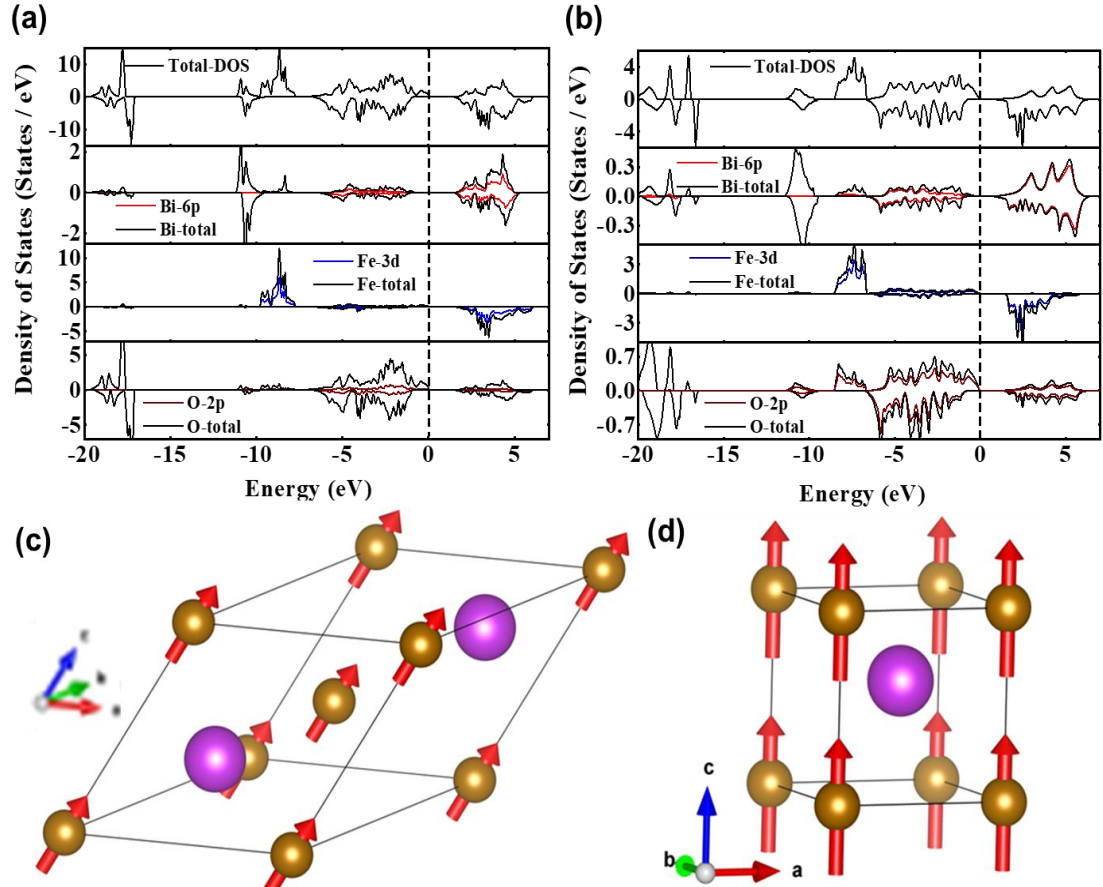 (a)
Density of States (States / eV)
10
0
-10
Total-DOS
2
0
-2
Bi-6p
Bi-total
10
5
0
-5
Fe-3d
Fe-total
5
0
-5
O-2p
O-total
-20 -15 -10 -5 0 5
Energy (eV)
(b)
Density of States (States / eV)
4
0
-4
Total-DOS
0.3
0.0
-0.3
Bi-6p
Bi-total
3
0
-3
Fe-3d
Fe-total
0.7
0.0
-0.7
O-2p
O-total
-20 -15 -10 -5 0 5
Energy (eV)
(c)
(d)
c
b
a